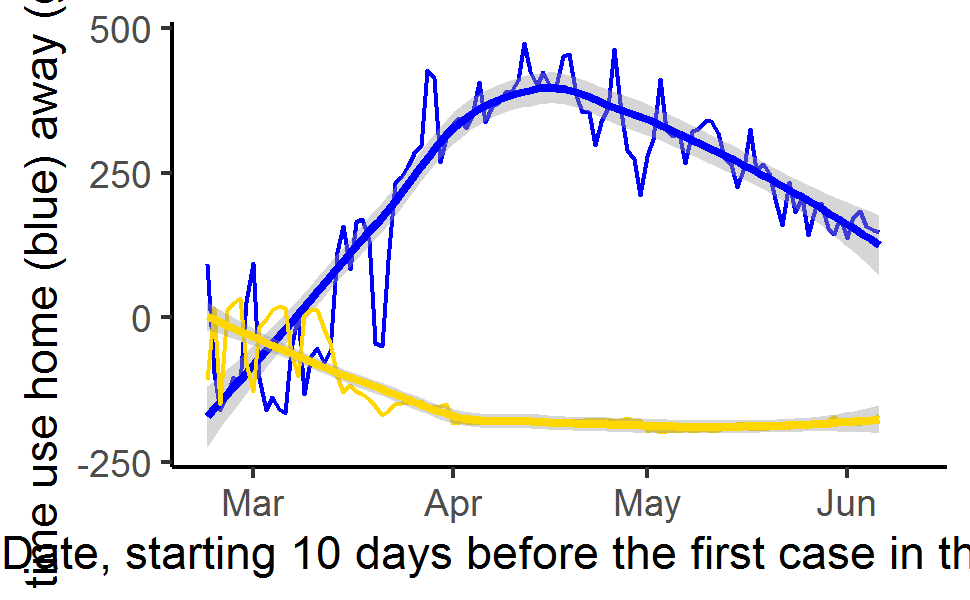 time use home (blue) away (
500
250
0
-250
Mar Apr May Jun
Date, starting 10 days before the first case in th